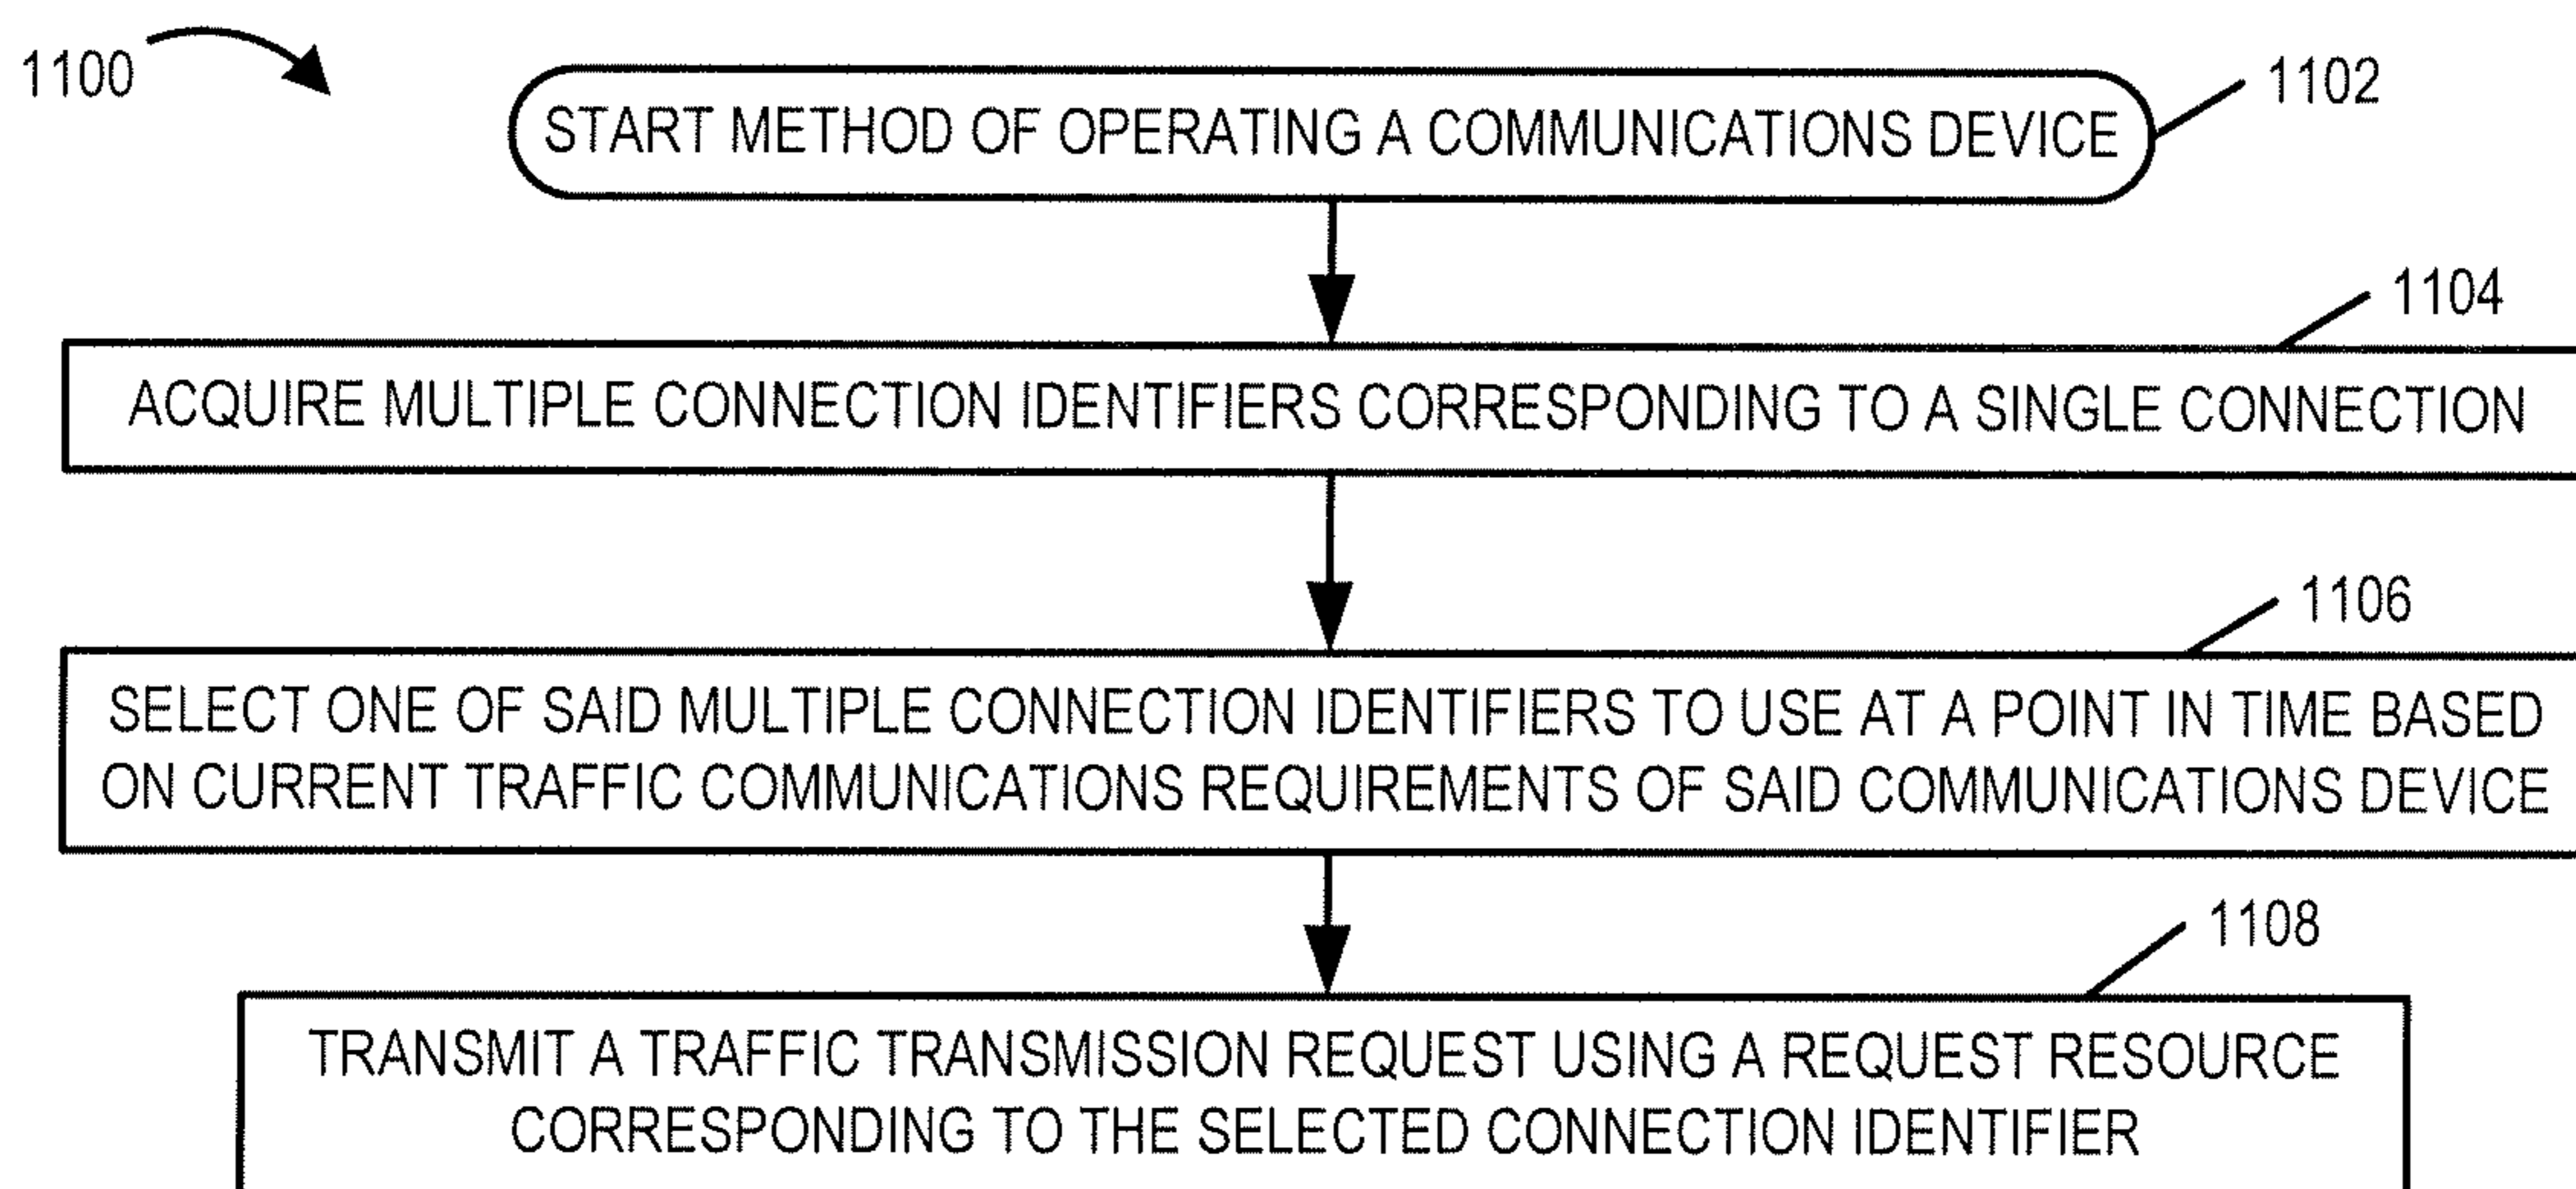 1100
START METHOD OF OPERATING A COMMUNICATIONS DEVICE
1102
1104
ACQUIRE MULTIPLE CONNECTION IDENTIFIERS CORRESPONDING TO A SINGLE CONNECTION
1106
SELECT ONE OF SAID MULTIPLE CONNECTION IDENTIFIERS TO USE AT A POINT IN TIME BASED
ON CURRENT TRAFFIC COMMUNICATIONS REQUIREMENTS OF SAID COMMUNICATIONS DEVICE
1108
TRANSMIT A TRAFFIC TRANSMISSION REQUEST USING A REQUEST RESOURCE
CORRESPONDING TO THE SELECTED CONNECTION IDENTIFIER